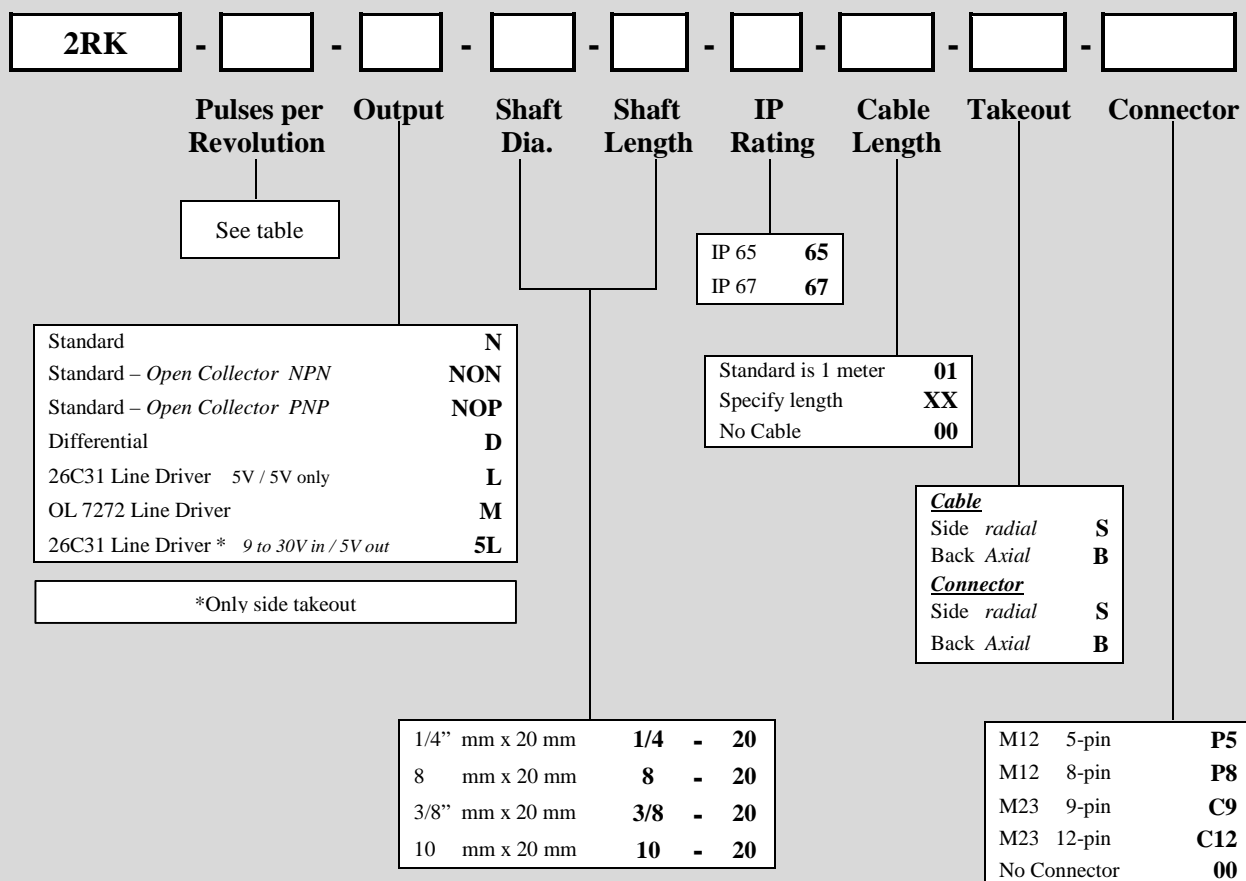 2RK - - - - - - - -
Pulses per Revolution
Output
Shaft Dia.
Shaft Length
IP Rating
Cable Length
Takeout
Connector
See table
IP 65 65
IP 67 67
Standard N
Standard – Open Collector NPN NON
Standard – Open Collector PNP NOP
Differential D
26C31 Line Driver 5V / 5V only L
OL 7272 Line Driver M
26C31 Line Driver * 9 to 30V in / 5V out 5L
*Only side takeout
Standard is 1 meter 01
Specify length XX
No Cable 00
Cable
Side radial S
Back Axial B
Connector
Side radial S
Back Axial B
1/4” mm x 20 mm 1/4 - 20
8 mm x 20 mm 8 - 20
3/8” mm x 20 mm 3/8 - 20
10 mm x 20 mm 10 - 20
M12 5-pin P5
M12 8-pin P8
M23 9-pin C9
M23 12-pin C12
No Connector 00